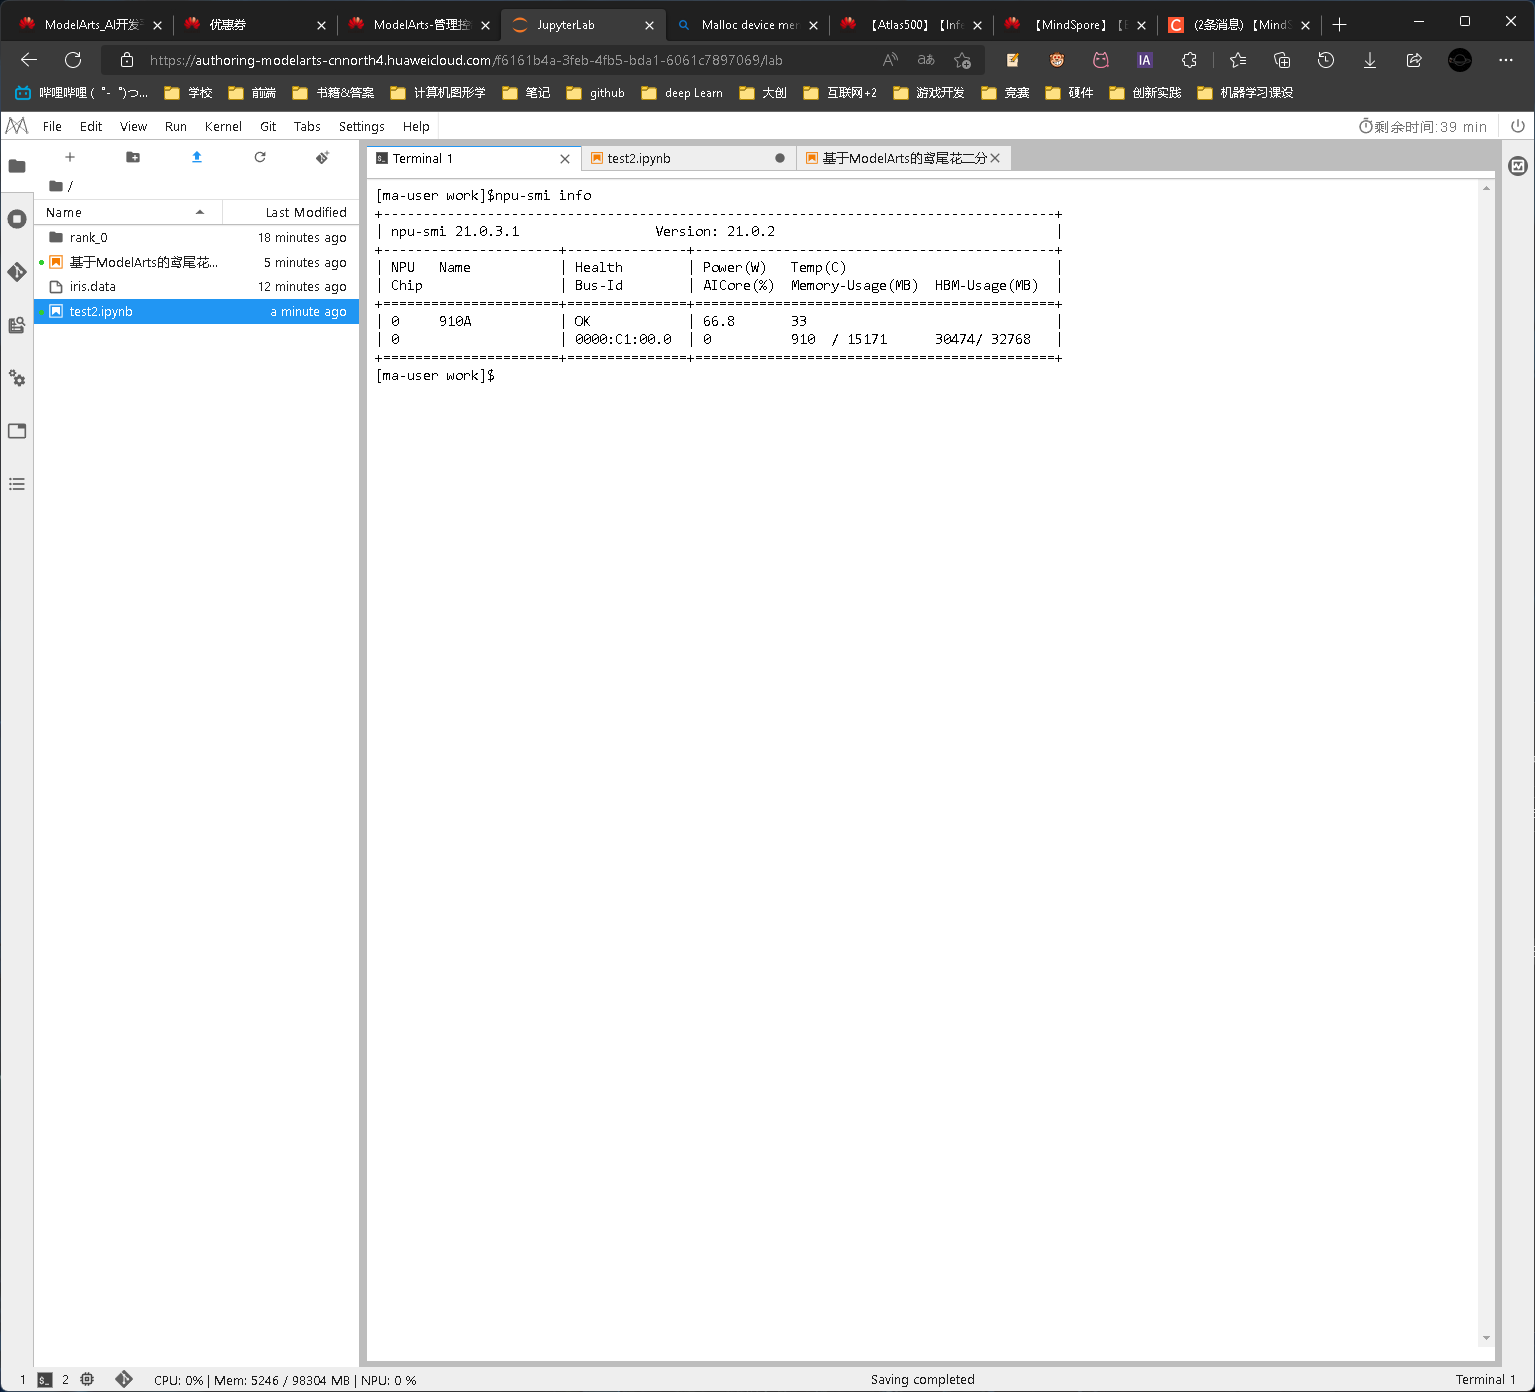 ModelArts_AI开发平
优惠券
ModelArts-管理控
JupyterLab
Malloc device mem
【Atlas500】【Infe
【MindSpore】【E
(2条消息)【MindS
https://authoring-modelarts-cnnorth4.huaweicloud.com/f6161b4a-3feb-4fb5-bda1-6061c7897069/lab
哔哩哔哩 ( ゜- ゜)つ...
学校
前端
书籍&答案
计算机图形学
笔记
github
deep Learn
大创
互联网+2
游戏开发
竞赛
硬件
创新实践
机器学习课设
File Edit View Run Kernel Git Tabs Settings Help
剩余时间: 39 min
Terminal 1
test2.ipynb
基于ModelArts的鸢尾花二分
/
Name Last Modified
rank_0 18 minutes ago
基于ModelArts的鸢尾花... 5 minutes ago
iris.data 12 minutes ago
test2.ipynb a minute ago
[ma-user work]$npu-smi info
+----------------------------------------------------------------------+
| npu-smi 21.0.3.1 Version: 21.0.2 |
+----------------------+---------------+----------------------------------------------+
| NPU Name | Health | Power(W) Temp(C) |
| Chip | Bus-Id | AICore(%) Memory-Usage(MB) HBM-Usage(MB) |
+======================+===============+==============================================+
| 0 910A | OK | 66.8 33 |
| 0 | 0000:C1:00.0 | 0 910 / 15171 30474/ 32768 |
+======================+===============+==============================================+
[ma-user work]$
1 2 CPU: 0% | Mem: 5246 / 98304 MB | NPU: 0 %
Saving completed
Terminal 1